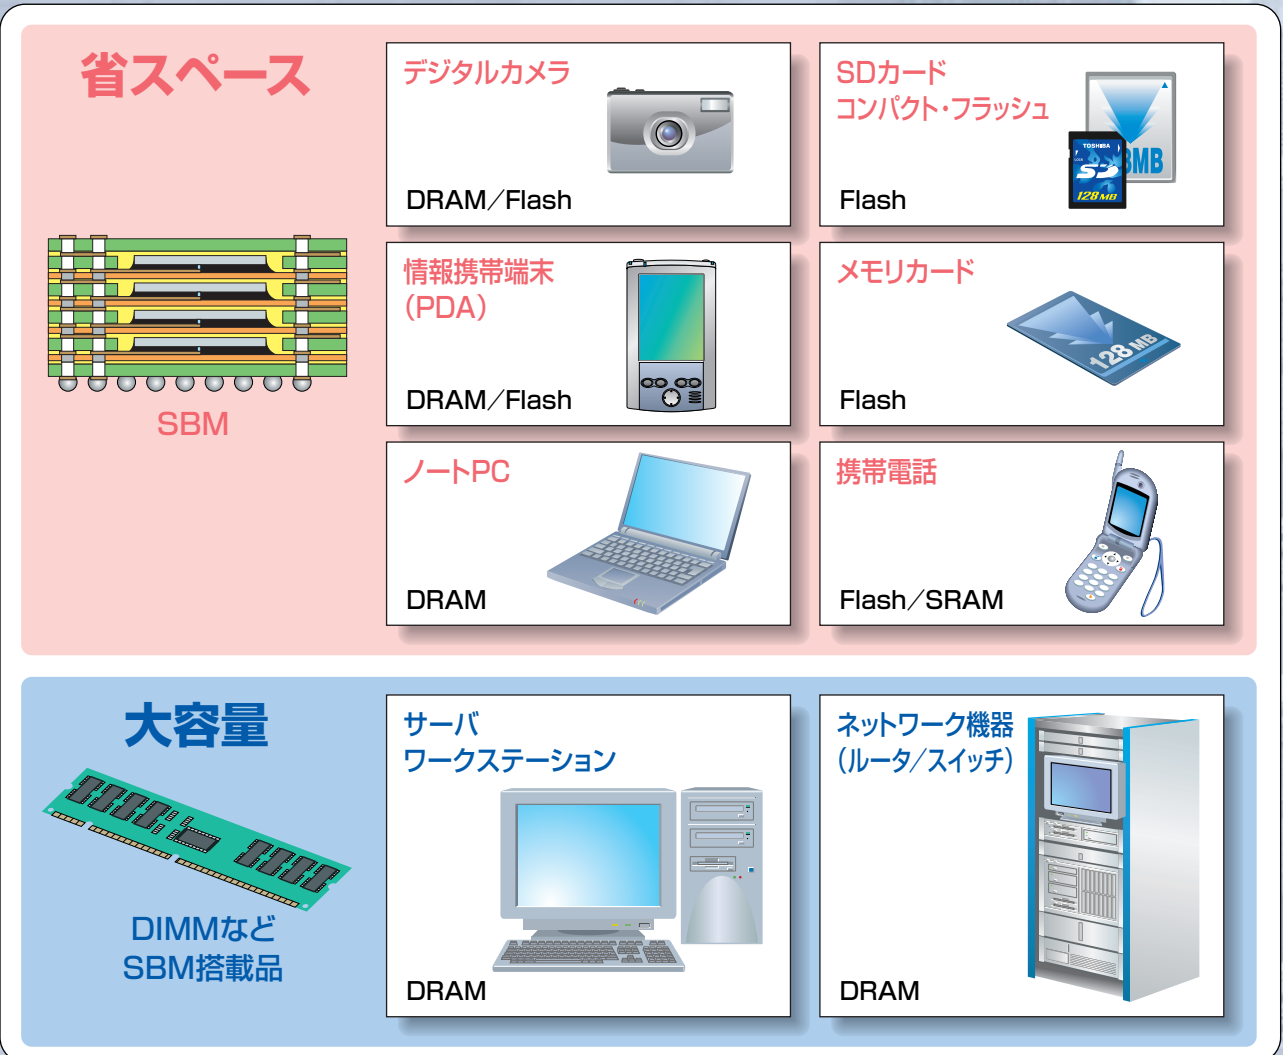 省スペース
SBM
デジタルカメラ
DRAM／Flash
SDカード
コンパクト・フラッシュ
TOSHIBA
SD
128MB
8MB
Flash
情報携帯端末
（PDA）
DRAM／Flash
メモリカード
128 MB
Flash
ノートPC
DRAM
携帯電話
Flash／SRAM
大容量
DIMMなど
SBM搭載品
サーバ
ワークステーション
DRAM
ネットワーク機器
（ルータ／スイッチ）
DRAM